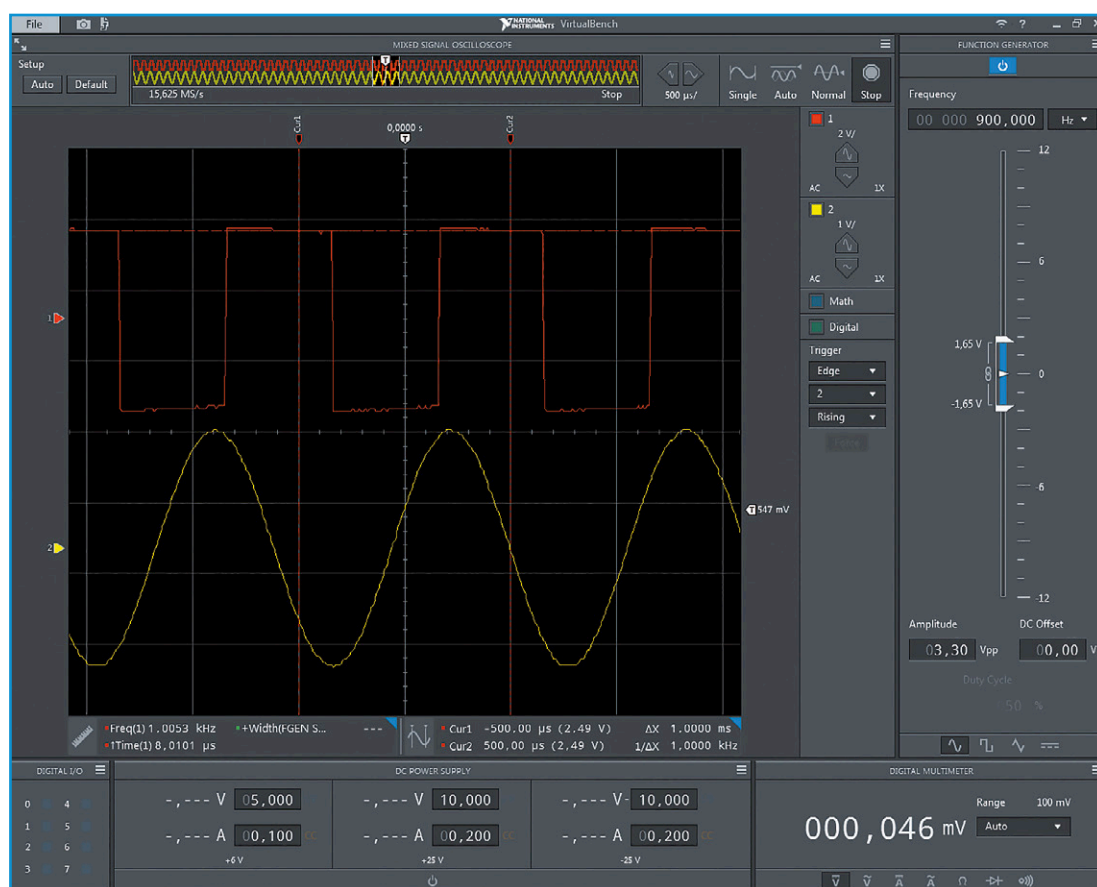 File
NATIONAL INSTRUMENTS VirtualBench
?
MIXED SIGNAL OSCILLOSCOPE
FUNCTION GENERATOR
Setup
Auto Default
T
15,625 MS/s Stop
500 µs/
Single Auto Normal Stop
Frequency
00 000 900,000 Hz
Cur1 0,0000 s Cur2
T
1
2 V/
AC 1X
2
1 V/
AC 1X
Math
Digital
Trigger
Edge
2
Rising
Force
1
2
T 547 mV
12
6
1,65 V
0
-1,65 V
-6
-12
Amplitude DC Offset
03,30 Vpp 00,00 V
Duty Cycle
50 %
Freq(1) 1,0053 kHz +Width(FGEN S... ---
1Time(1) 8,0101 µs
Cur1 -500,00 µs (2,49 V) ΔX 1,0000 ms
Cur2 500,00 µs (2,49 V) 1/ΔX 1,0000 kHz
DIGITAL I/O
DC POWER SUPPLY
DIGITAL MULTIMETER
0 4
1 5
2 6
3 7
-,--- V 05,000 -,--- V 10,000 -,--- V -10,000
-,--- A 00,100 CC -,--- A 00,200 CC -,--- A 00,200 CC
+6 V +25 V -25 V
Range 100 mV
000,046 mV Auto
V V A A Ω